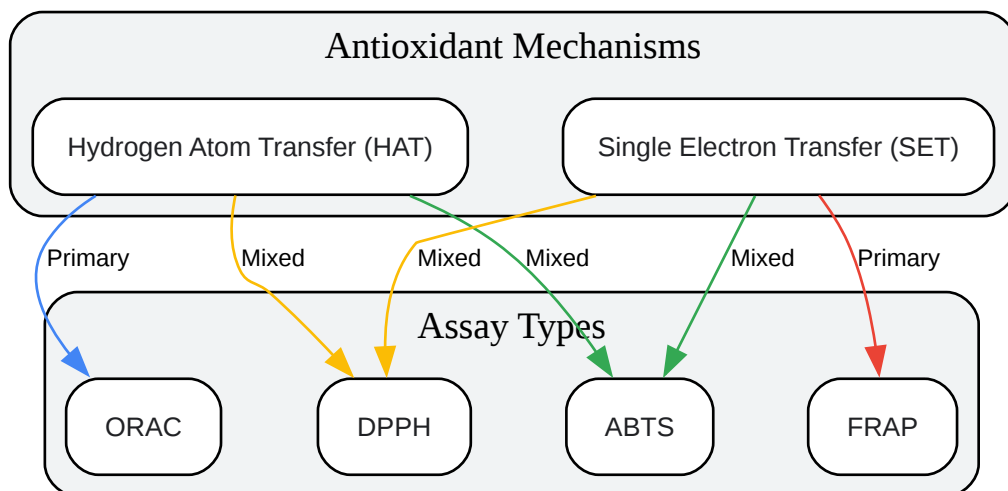 Antioxidant Mechanisms
Hydrogen Atom Transfer (HAT)
Single Electron Transfer (SET)
Primary
Mixed
Mixed
Mixed
Mixed
Primary
Assay Types
ORAC
DPPH
ABTS
FRAP